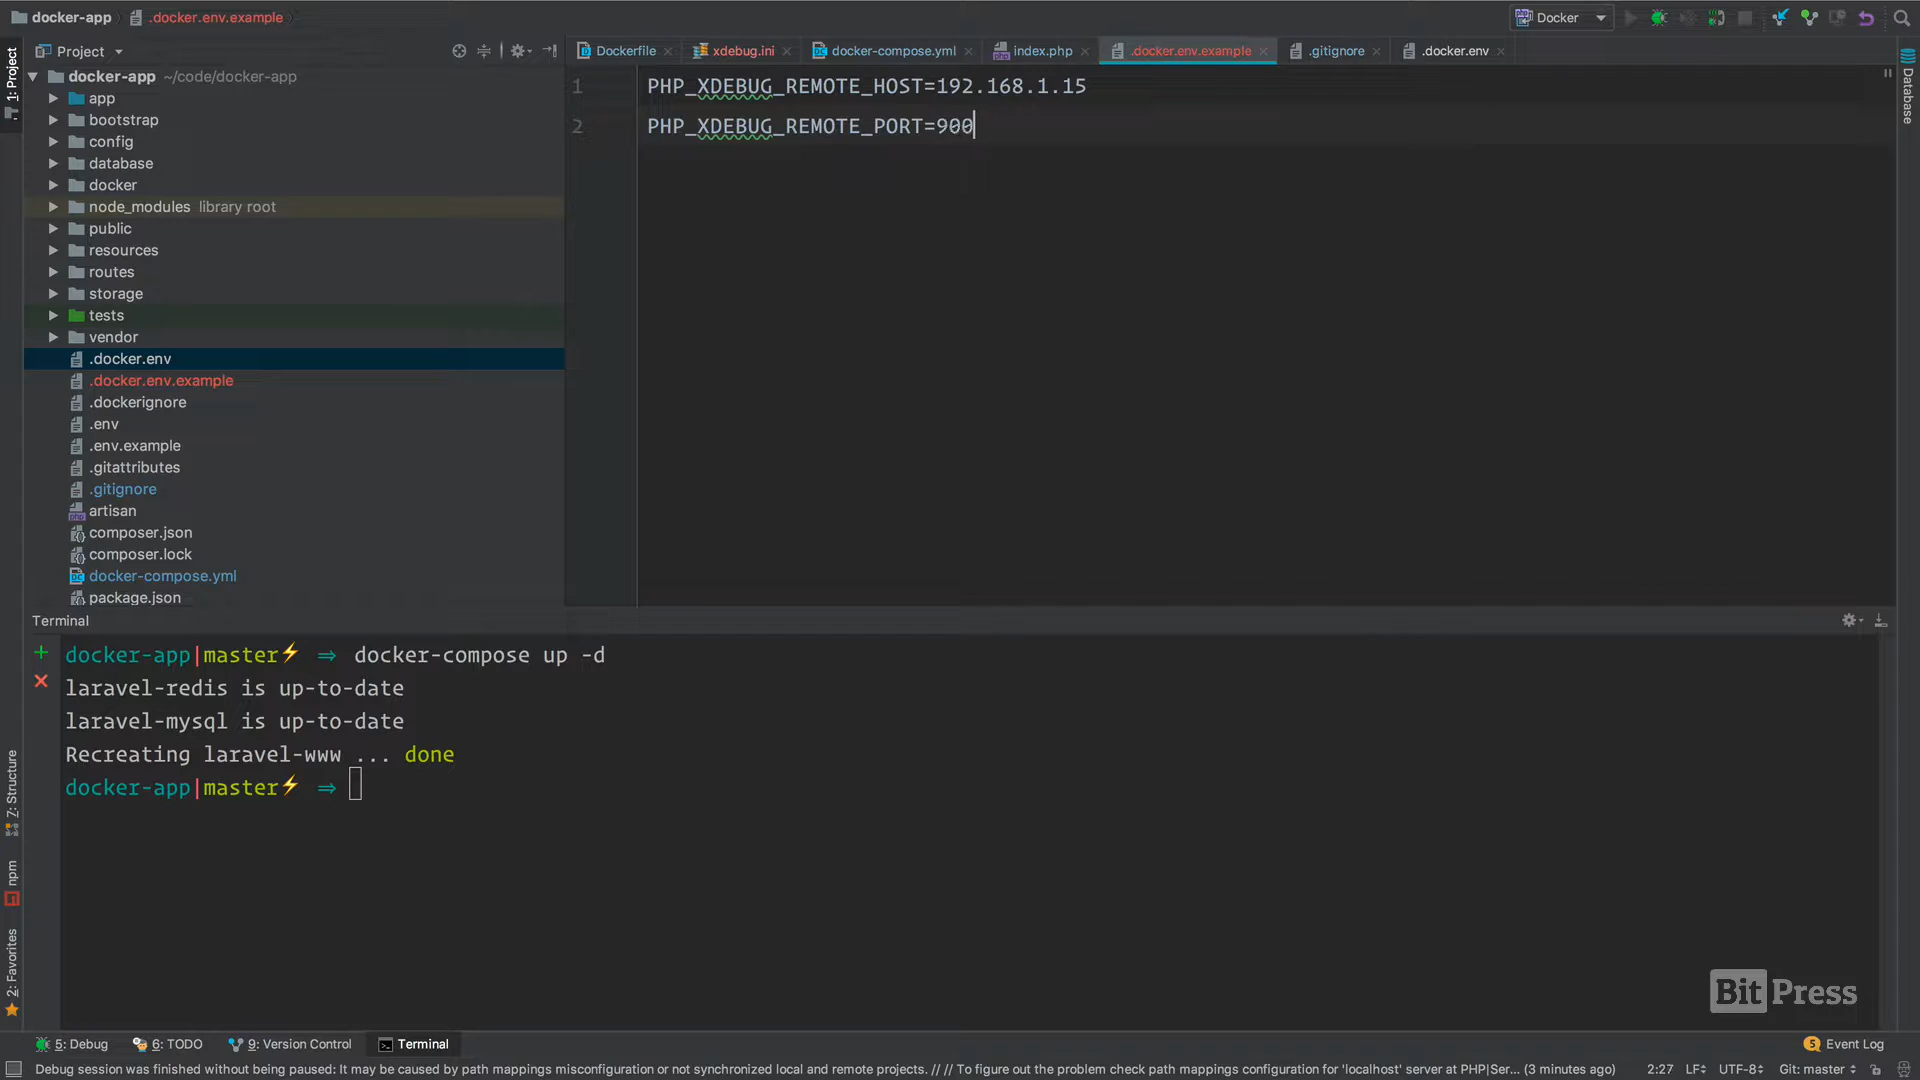 docker-app .docker.env.example Docker
1: Project
Project
Dockerfile xdebug.ini docker-compose.yml index.php .docker.env.example .gitignore .docker.env
Database
docker-app ~/code/docker-app
app
bootstrap
config
database
docker
node_modules library root
public
resources
routes
storage
tests
vendor
.docker.env
.docker.env.example
.dockerignore
.env
.env.example
.gitattributes
.gitignore
artisan
composer.json
composer.lock
docker-compose.yml
package.json
1 PHP_XDEBUG_REMOTE_HOST=192.168.1.15
2 PHP_XDEBUG_REMOTE_PORT=900
Terminal
docker-app|master⚡ ⇒ docker-compose up -d
laravel-redis is up-to-date
laravel-mysql is up-to-date
Recreating laravel-www ... done
docker-app|master⚡ ⇒
Z: Structure
npm
2: Favorites
Bit Press
5: Debug 6: TODO 9: Version Control Terminal 5 Event Log
Debug session was finished without being paused: It may be caused by path mappings misconfiguration or not synchronized local and remote projects. // // To figure out the problem check path mappings configuration for 'localhost' server at PHP|Ser... (3 minutes ago) 2:27 LF UTF-8 Git: master